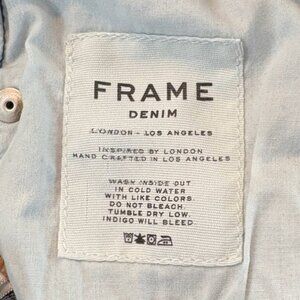 FRAME
DENIM
LONDON - LOS ANGELES
INSPIRED BY LONDON
HAND CRAFTED IN LOS ANGELES
WASH INSIDE OUT
IN COLD WATER
WITH LIKE COLORS.
DO NOT BLEACH.
TUMBLE DRY LOW.
INDIGO WILL BLEED.